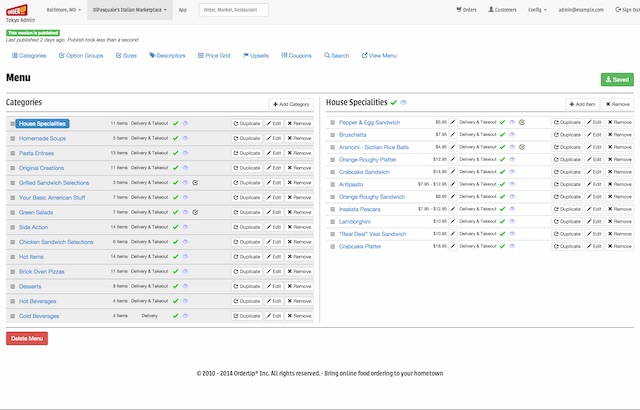 ORDERUP
Tokyo Admin
Baltimore, MD
DiPasquale's Italian Marketplace
App
Order, Market, Restaurant
Orders
Customers
Config
admin@example.com
Sign Out
This version is published
Last published 2 days ago. Publish took less than a second
Categories Option Groups Sizes Descriptors Price Grid Upsells Coupons Search View Menu
Menu
Saved
Categories
Add Category
House Specialities 11 items Delivery & Takeout Duplicate Edit Remove
Homemade Soups 5 items Delivery & Takeout Duplicate Edit Remove
Pasta Entrees 13 items Delivery & Takeout Duplicate Edit Remove
Original Creations 11 items Delivery & Takeout Duplicate Edit Remove
Grilled Sandwich Selections 5 items Delivery & Takeout Duplicate Edit Remove
Your Basic American Stuff 7 items Delivery & Takeout Duplicate Edit Remove
Green Salads 7 items Delivery & Takeout Duplicate Edit Remove
Side Action 14 items Delivery & Takeout Duplicate Edit Remove
Chicken Sandwich Selections 6 items Delivery & Takeout Duplicate Edit Remove
Hot Items 14 items Delivery & Takeout Duplicate Edit Remove
Brick Oven Pizzas 11 items Delivery & Takeout Duplicate Edit Remove
Desserts 8 items Delivery & Takeout Duplicate Edit Remove
Hot Beverages 4 items Delivery & Takeout Duplicate Edit Remove
Cold Beverages 4 items Delivery Duplicate Edit Remove
House Specialities
Add Item Remove
Pepper & Egg Sandwich $5.95 Delivery & Takeout Duplicate Edit Remove
Bruschetta $7.95 Delivery & Takeout Duplicate Edit Remove
Arancini - Sicilian Rice Balls $4.95 Delivery & Takeout Duplicate Edit Remove
Orange Roughy Platter $12.95 Delivery & Takeout Duplicate Edit Remove
Crabcake Sandwich $14.95 Delivery & Takeout Duplicate Edit Remove
Antipasto $7.95 - $12.95 Delivery & Takeout Duplicate Edit Remove
Orange Roughy Sandwich $9.95 Delivery & Takeout Duplicate Edit Remove
Insalata Pescara $7.95 - $12.95 Delivery & Takeout Duplicate Edit Remove
Lamborghini $10.95 Delivery & Takeout Duplicate Edit Remove
"Real Deal" Veal Sandwich $10.95 Delivery & Takeout Duplicate Edit Remove
Crabcake Platter $18.95 Delivery & Takeout Duplicate Edit Remove
Delete Menu
© 2010 - 2014 OrderUp® Inc. All rights reserved. · Bring online food ordering to your hometown